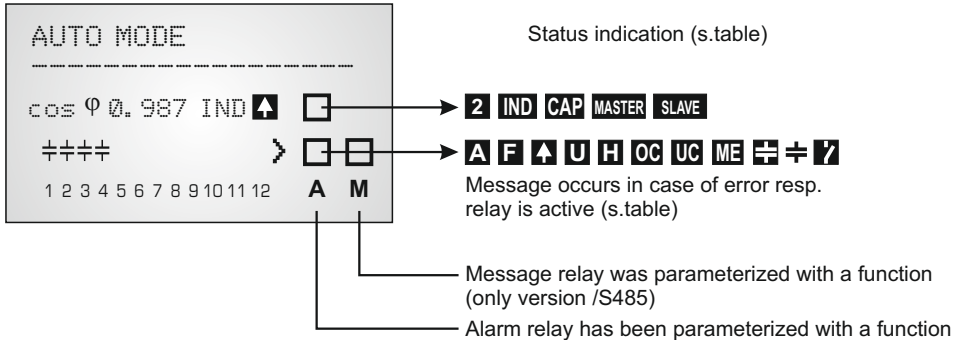 AUTO MODE
Status indication (s.table)
cos φ 0.987 IND
2 IND CAP MASTER SLAVE
A F U H OC UC ME
1 2 3 4 5 6 7 8 9 10 11 12 A M
Message occurs in case of error resp.
relay is active (s.table)
Message relay was parameterized with a function
(only version /S485)
Alarm relay has been parameterized with a function